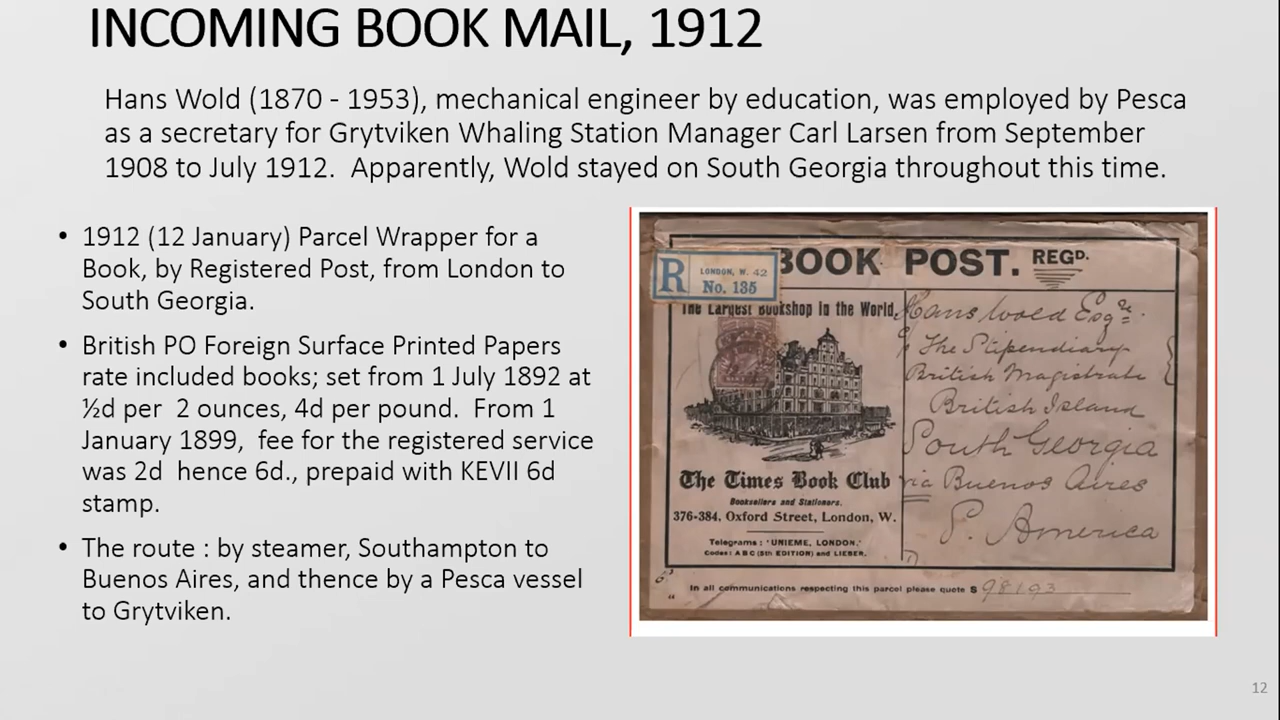 INCOMING BOOK MAIL, 1912
Hans Wold (1870 - 1953), mechanical engineer by education, was employed by Pesca
as a secretary for Grytviken Whaling Station Manager Carl Larsen from September
1908 to July 1912. Apparently, Wold stayed on South Georgia throughout this time.
• 1912 (12 January) Parcel Wrapper for a
Book, by Registered Post, from London to
South Georgia.
• British PO Foreign Surface Printed Papers
rate included books; set from 1 July 1892 at
½d per 2 ounces, 4d per pound. From 1
January 1899, fee for the registered service
was 2d hence 6d., prepaid with KEVII 6d
stamp.
• The route : by steamer, Southampton to
Buenos Aires, and thence by a Pesca vessel
to Grytviken.
BOOK POST. REGD.
R LONDON, W. 42
No. 135
The Largest Bookshop in the World.
The Times Book Club
Booksellers and Stationers.
376-384, Oxford Street, London, W.
Telegrams : "UNIEME, LONDON."
Codes: A B C (5th EDITION) and LIEBER.
Hans Wold Esqre
The Stipendiary
British Magistrate
British Island
South Georgia
via Buenos Aires
S. America
In all communications respecting this parcel please quote S 98193
12